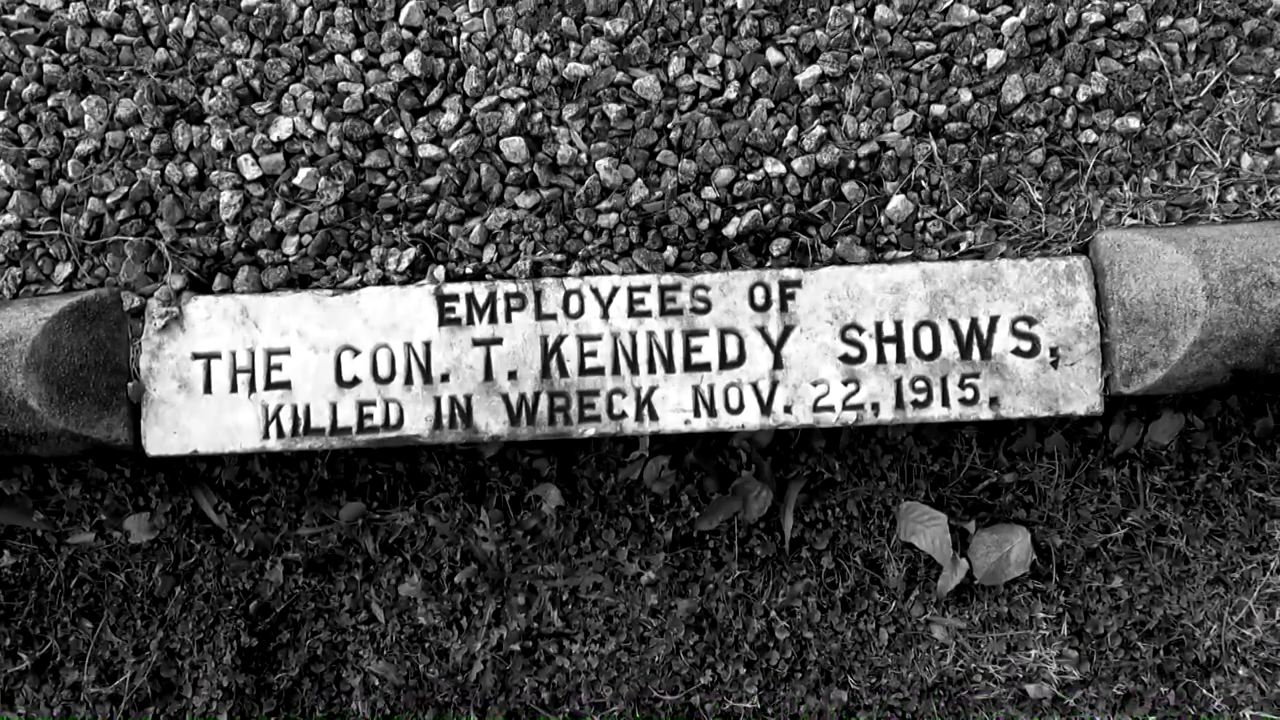 EMPLOYEES OF
THE CON. T. KENNEDY SHOWS,
KILLED IN WRECK NOV. 22, 1915.